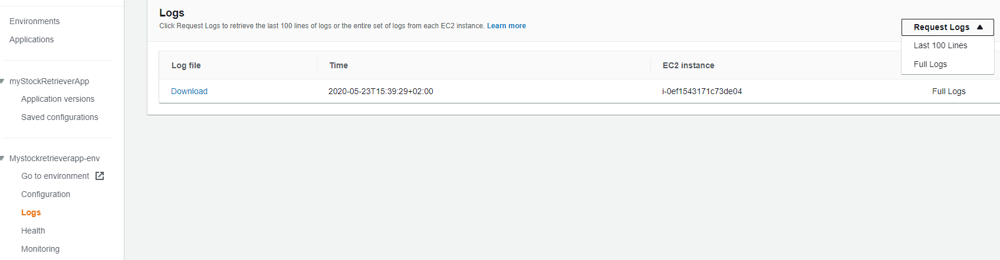 Environments
Applications
myStockRetrieverApp
Application versions
Saved configurations
Mystockretrieverapp-env
Go to environment
Configuration
Logs
Health
Monitoring
Logs
Click Request Logs to retrieve the last 100 lines of logs or the entire set of logs from each EC2 instance. Learn more
Request Logs
Last 100 Lines
Full Logs
Log file Time EC2 instance
Download 2020-05-23T15:39:29+02:00 i-0ef1543171c73de04 Full Logs